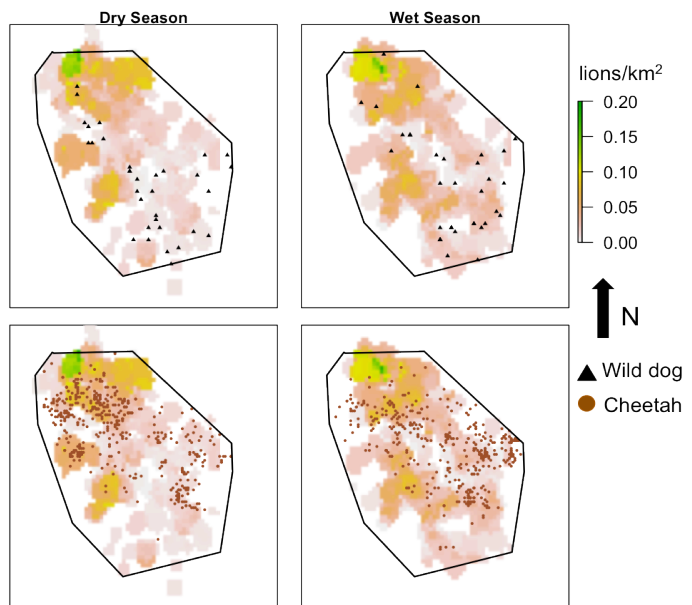 Dry Season
Wet Season
lions/km²
0.20
0.15
0.10
0.05
0.00
N
Wild dog
Cheetah